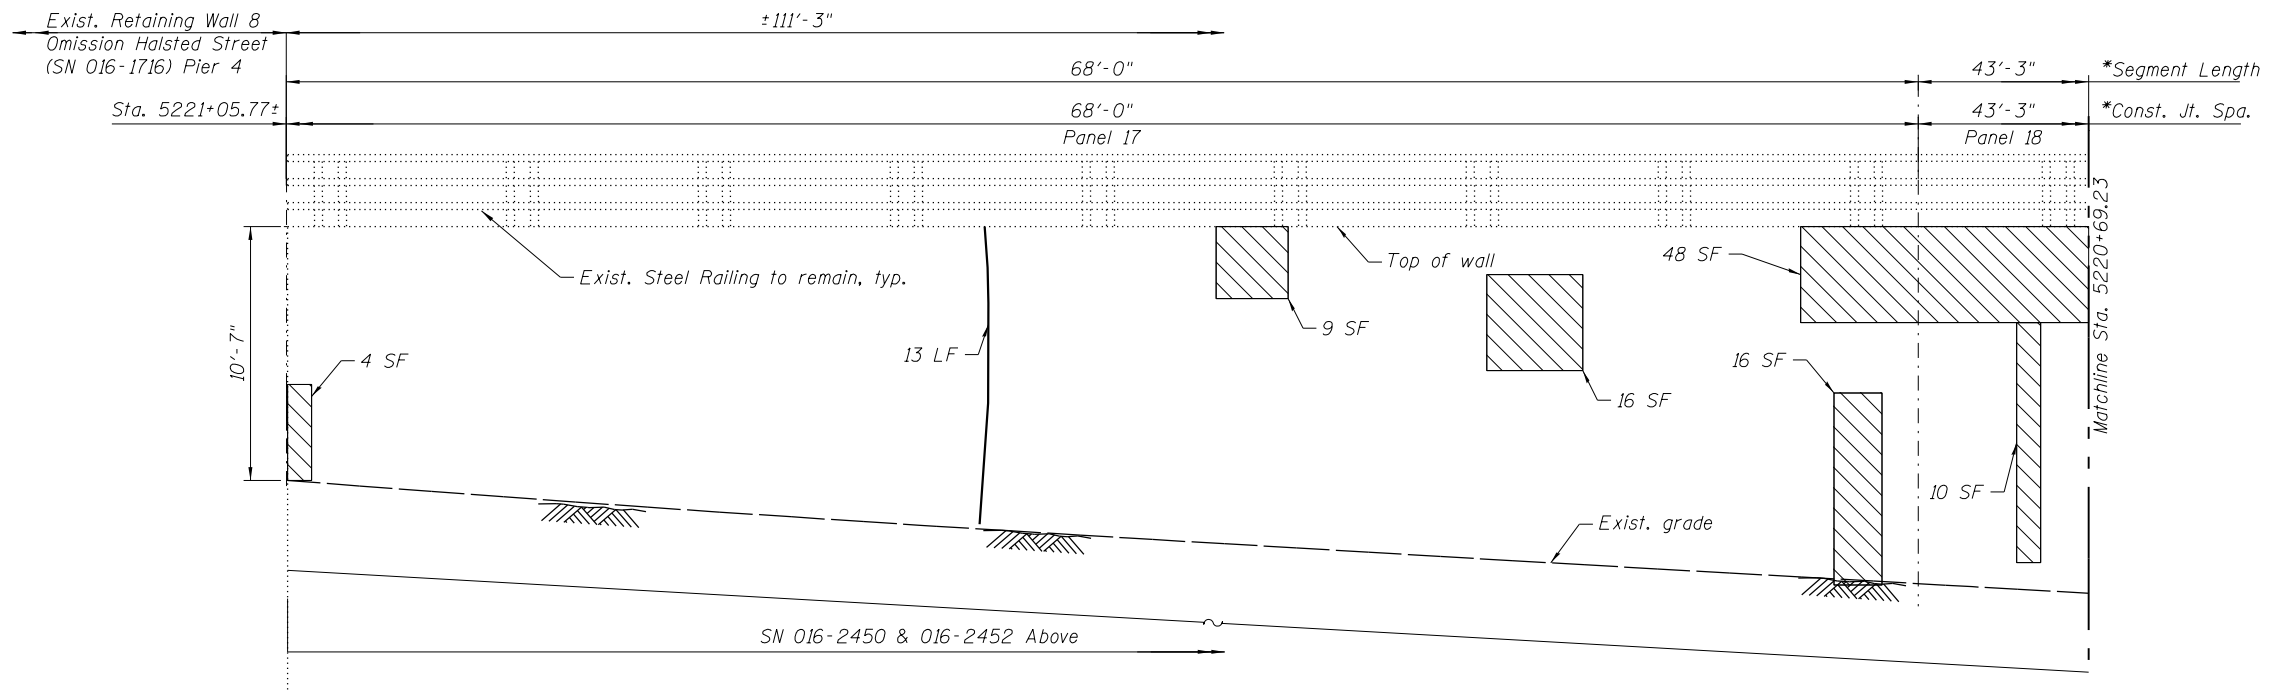 Exist. Retaining Wall 8
Omission Halsted Street
(SN 016-1716) Pier 4
±111'-3"
68'-0"
43'-3"
*Segment Length
Sta. 5221+05.77±
68'-0"
43'-3"
*Const. Jt. Spa.
Panel 17
Panel 18
Matchline Sta. 5220+69.23
Exist. Steel Railing to remain, typ.
Top of wall
48 SF
9 SF
10'-7"
4 SF
13 LF
16 SF
16 SF
10 SF
Exist. grade
SN 016-2450 & 016-2452 Above